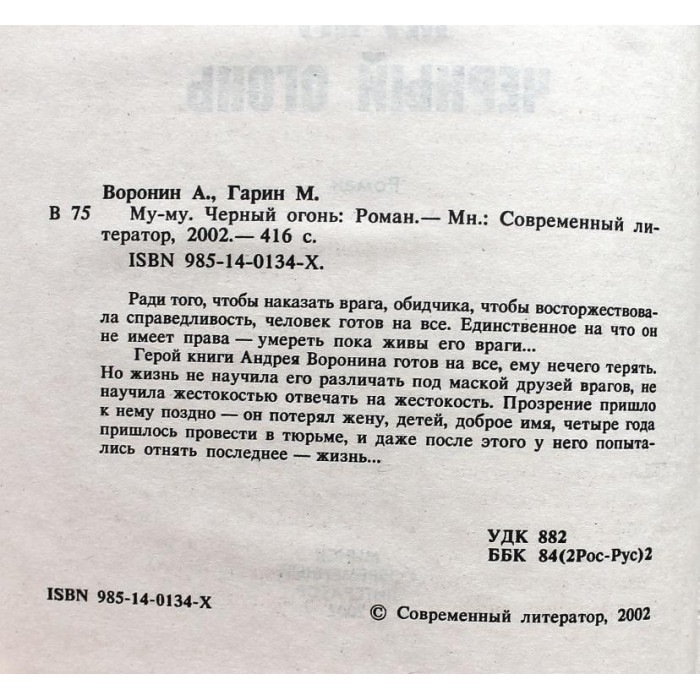 Воронин А., Гарин М.
В 75 Му-му. Черный огонь: Роман.— Мн.: Современный ли-
тератор, 2002.— 416 с.
ISBN 985-14-0134-X.
Ради того, чтобы наказать врага, обидчика, чтобы восторжествова-
ла справедливость, человек готов на все. Единственное на что он
не имеет права — умереть пока живы его враги...
Герой книги Андрея Воронина готов на все, ему нечего терять.
Но жизнь не научила его различать под маской друзей врагов, не
научила жестокостью отвечать на жестокость. Прозрение пришло
к нему поздно — он потерял жену, детей, доброе имя, четыре года
пришлось провести в тюрьме, и даже после этого у него попыта-
лись отнять последнее — жизнь...
УДК 882
ББК 84(2Рос-Рус)2
ISBN 985-14-0134-X
© Современный литератор, 2002